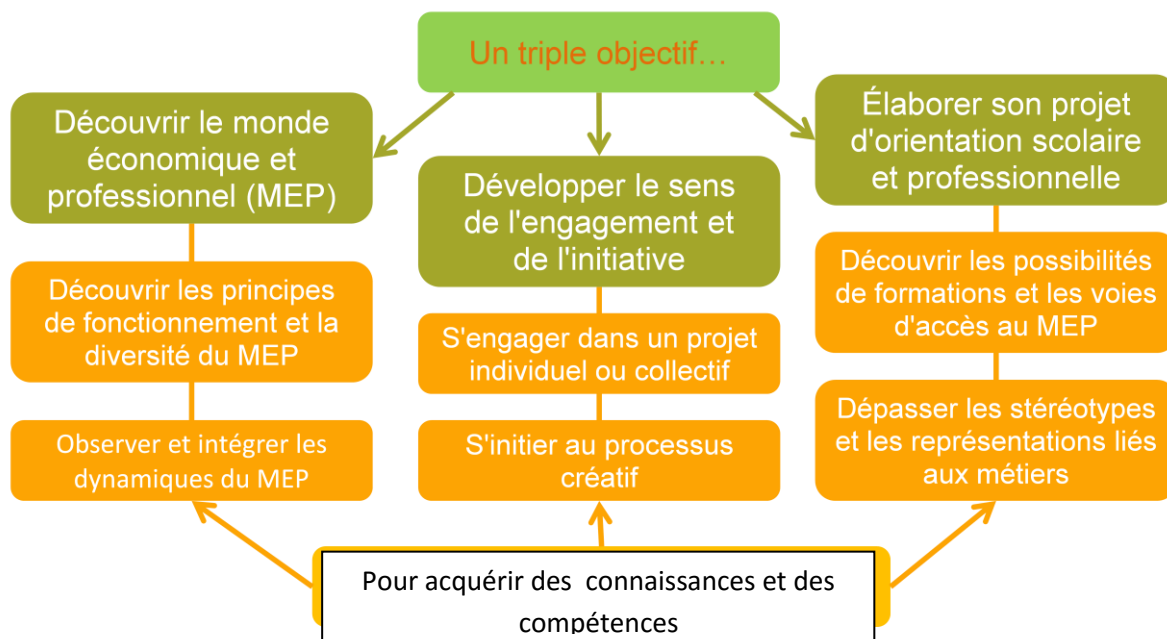 Un triple objectif…
Découvrir le monde
économique et
professionnel (MEP)
Découvrir les principes
de fonctionnement et la
diversité du MEP
Observer et intégrer les
dynamiques du MEP
Développer le sens
de l'engagement et
de l'initiative
S'engager dans un projet
individuel ou collectif
S'initier au processus
créatif
Élaborer son projet
d'orientation scolaire
et professionnelle
Découvrir les possibilités
de formations et les voies
d'accès au MEP
Dépasser les stéréotypes
et les représentations liés
aux métiers
Pour acquérir des  connaissances et des
compétences